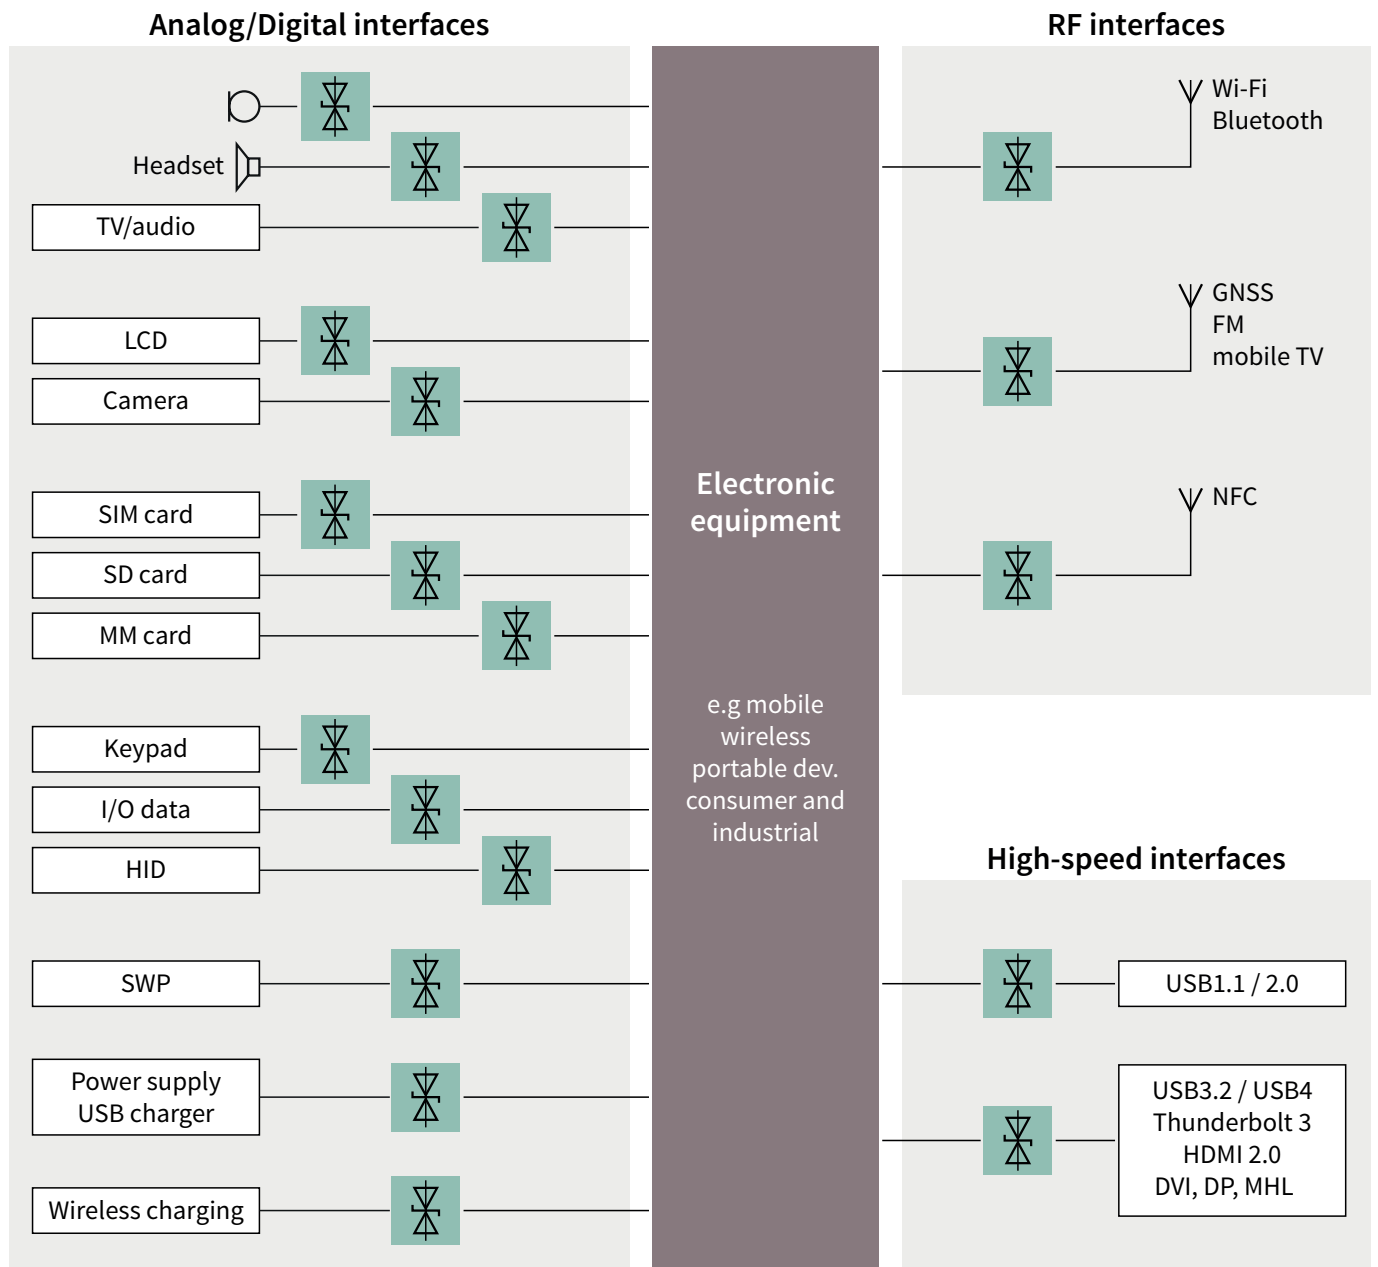 Analog/Digital interfaces
Headset
TV/audio
LCD
Camera
SIM card
SD card
MM card
Keypad
I/O data
HID
SWP
Power supply
USB charger
Wireless charging
Electronic
equipment
e.g mobile
wireless
portable dev.
consumer and
industrial
RF interfaces
Wi-Fi
Bluetooth
GNSS
FM
mobile TV
NFC
High-speed interfaces
USB1.1 / 2.0
USB3.2 / USB4
Thunderbolt 3
HDMI 2.0
DVI, DP, MHL